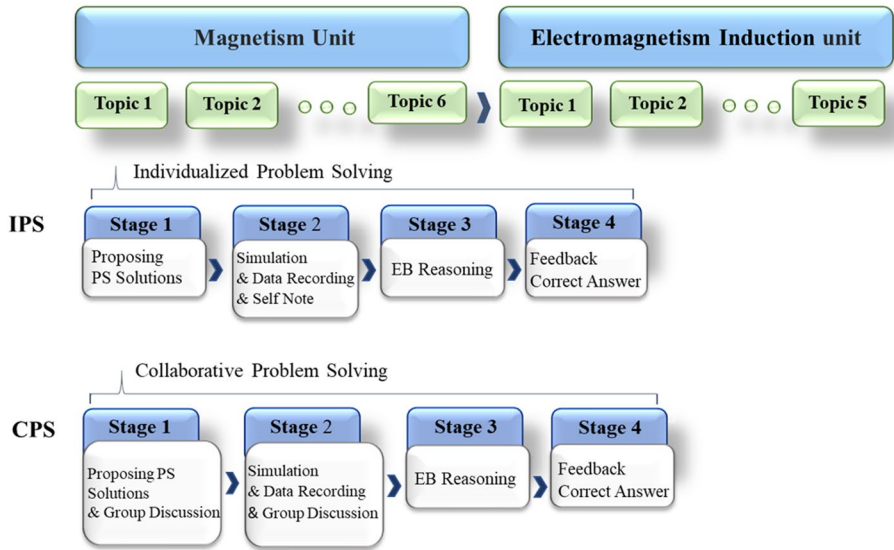 Magnetism Unit
Electromagnetism Induction unit
Topic 1
Topic 2
Topic 6
Topic 1
Topic 2
Topic 5
Individualized Problem Solving
IPS
Stage 1
Proposing
PS Solutions
Stage 2
Simulation
& Data Recording
& Self Note
Stage 3
EB Reasoning
Stage 4
Feedback
Correct Answer
Collaborative Problem Solving
CPS
Stage 1
Proposing PS
Solutions
& Group Discussion
Stage 2
Simulation
& Data Recording
& Group Discussion
Stage 3
EB Reasoning
Stage 4
Feedback
Correct Answer